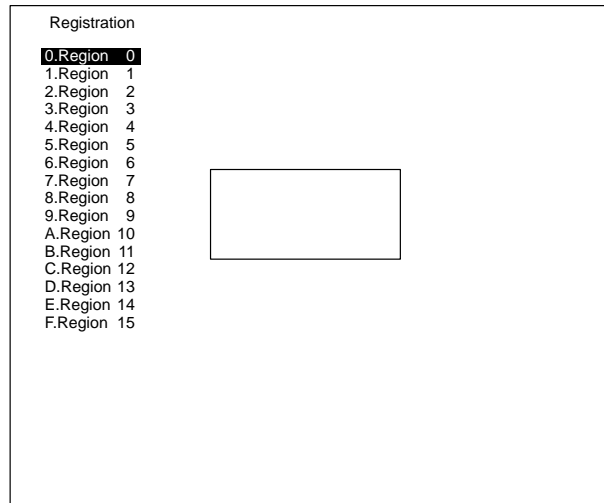 Registration
0.Region 0
1.Region 1
2.Region 2
3.Region 3
4.Region 4
5.Region 5
6.Region 6
7.Region 7
8.Region 8
9.Region 9
A.Region 10
B.Region 11
C.Region 12
D.Region 13
E.Region 14
F.Region 15